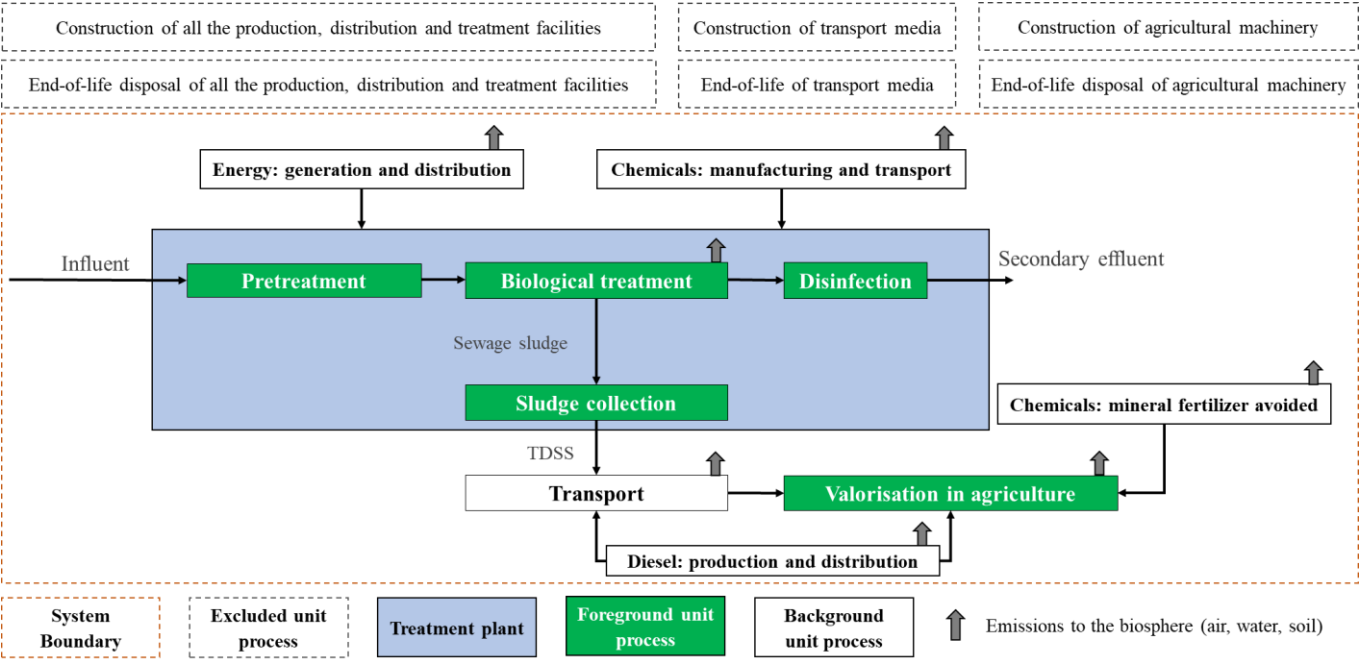 Construction of all the production, distribution and treatment facilities
Construction of transport media
Construction of agricultural machinery
End-of-life disposal of all the production, distribution and treatment facilities
End-of-life of transport media
End-of-life disposal of agricultural machinery
Energy: generation and distribution
Chemicals: manufacturing and transport
Influent
Pretreatment
Biological treatment
Disinfection
Secondary effluent
Sewage sludge
Sludge collection
Chemicals: mineral fertilizer avoided
TDSS
Transport
Valorisation in agriculture
Diesel: production and distribution
System
Boundary
Excluded unit
process
Treatment plant
Foreground unit
process
Background
unit process
Emissions to the biosphere (air, water, soil)